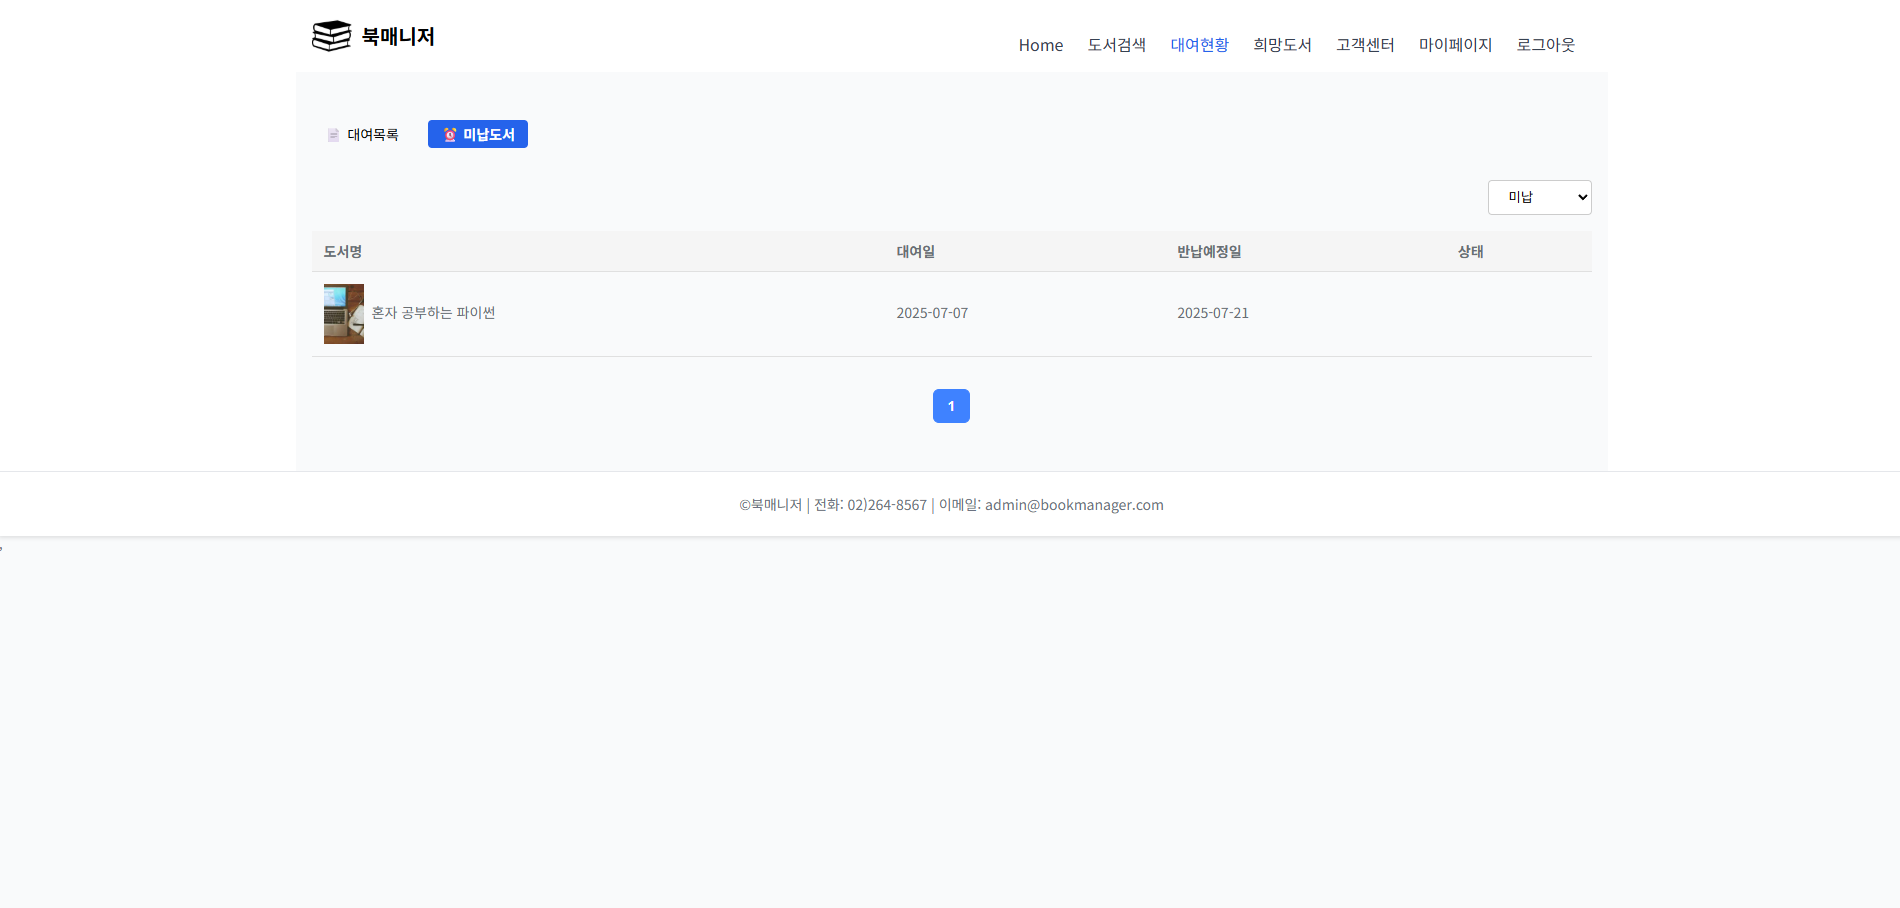 북매니저
Home 도서검색 대여현황 희망도서 고객센터 마이페이지 로그아웃
대여목록 미납도서
미납
도서명 대여일 반납예정일 상태
혼자 공부하는 파이썬 2025-07-07 2025-07-21
1
©북매니저 | 전화: 02)264-8567 | 이메일: admin@bookmanager.com
,